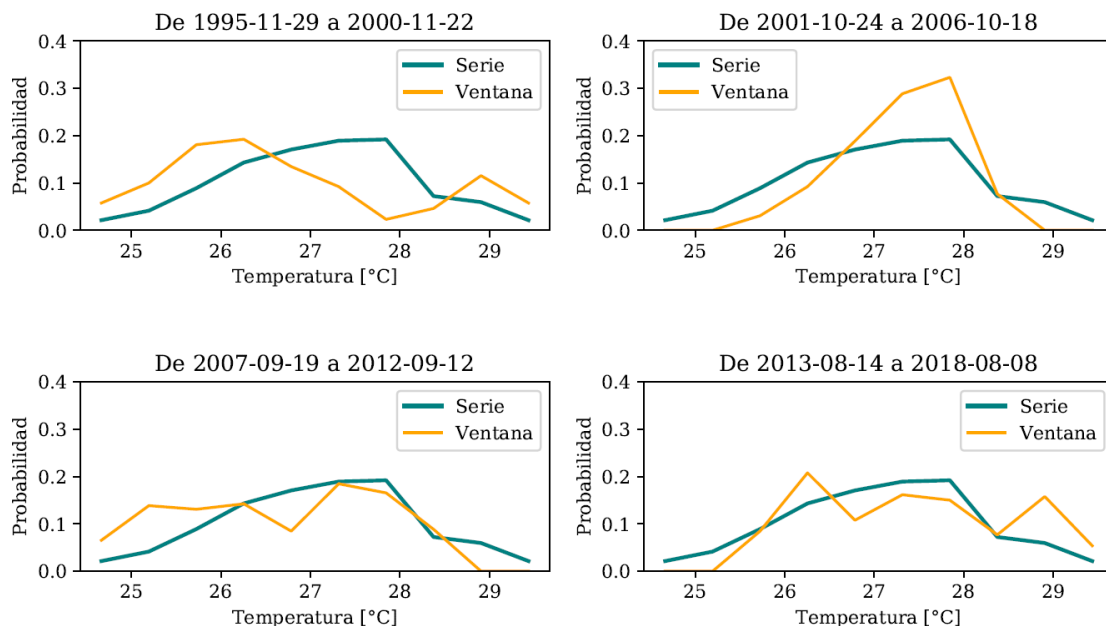 De 1995-11-29 a 2000-11-22
0.4
0.3
0.2
0.1
0.0
Probabilidad
Serie
Ventana
25 26 27 28 29
Temperatura [°C]
De 2001-10-24 a 2006-10-18
0.4
0.3
0.2
0.1
0.0
Probabilidad
Serie
Ventana
25 26 27 28 29
Temperatura [°C]
De 2007-09-19 a 2012-09-12
0.4
0.3
0.2
0.1
0.0
Probabilidad
Serie
Ventana
25 26 27 28 29
Temperatura [°C]
De 2013-08-14 a 2018-08-08
0.4
0.3
0.2
0.1
0.0
Probabilidad
Serie
Ventana
25 26 27 28 29
Temperatura [°C]